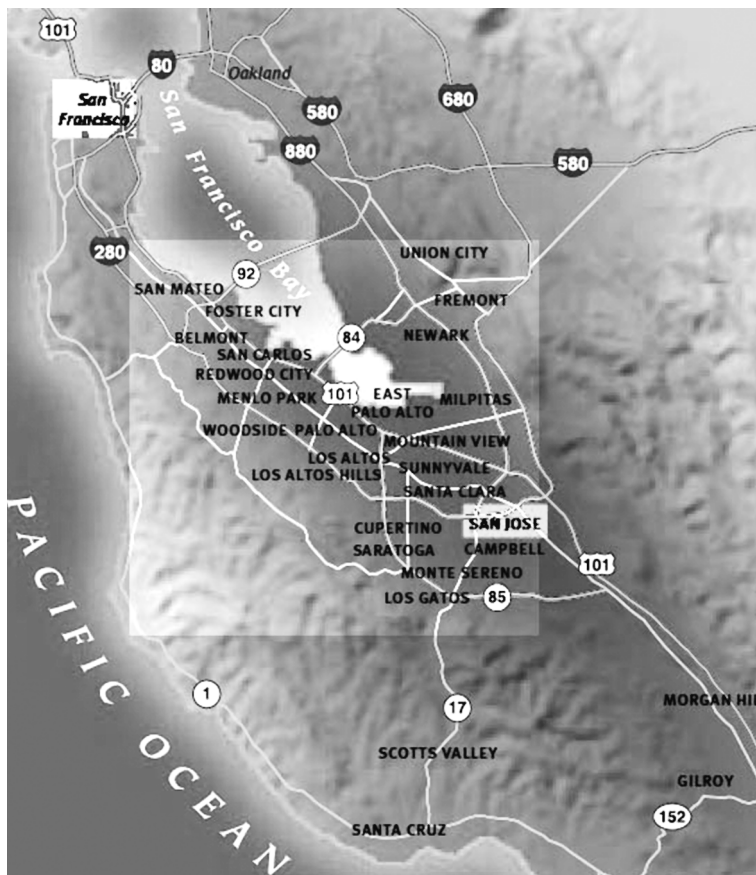 101
80
Oakland
San
Francisco
580
680
880
580
San Francisco Bay
280
92
UNION CITY
SAN MATEO
FREMONT
FOSTER CITY
84
NEWARK
BELMONT
SAN CARLOS
REDWOOD CITY
101
EAST
PALO ALTO
MENLO PARK
MILPITAS
WOODSIDE
PALO ALTO
MOUNTAIN VIEW
LOS ALTOS
SUNNYVALE
LOS ALTOS HILLS
SANTA CLARA
SAN JOSE
CUPERTINO
SARATOGA
CAMPBELL
101
MONTE SERENO
LOS GATOS
85
PACIFIC OCEAN
1
17
MORGAN HI
SCOTTS VALLEY
GILROY
152
SANTA CRUZ